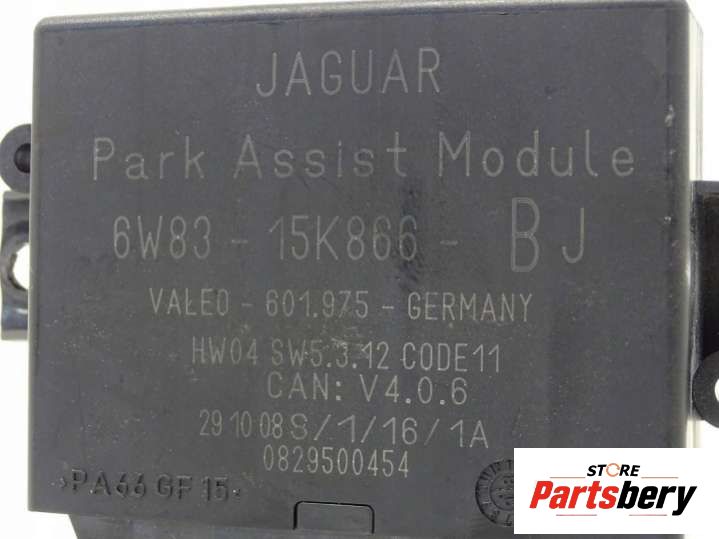 JAGUAR
Park Assist Module
6W83 - 15K866 - BJ
VALEO - 601.975 - GERMANY
HW04 SW5.3.12 CODE11
CAN: V4.0.6
29 10 08 S/1/16/1A
0829500454
>PA66 GF 15<
STORE
Partsbery